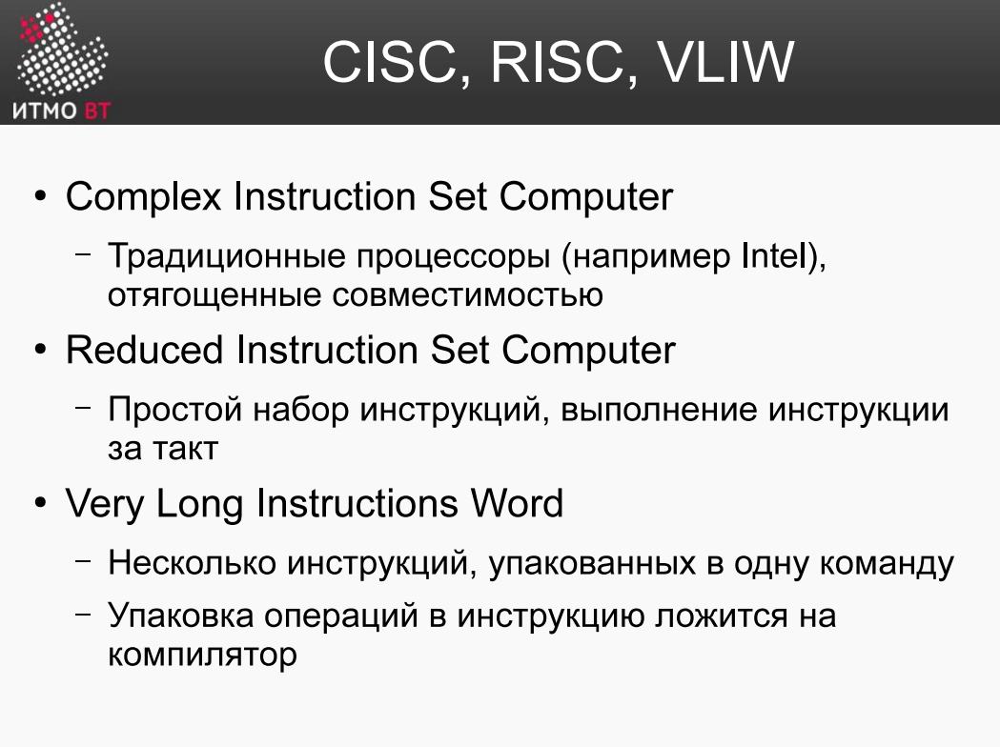 CISC, RISC, VLIW
ИТМО ВТ
• Complex Instruction Set Computer
– Традиционные процессоры (например Intel),
отягощенные совместимостью
• Reduced Instruction Set Computer
– Простой набор инструкций, выполнение инструкции
за такт
• Very Long Instructions Word
– Несколько инструкций, упакованных в одну команду
– Упаковка операций в инструкцию ложится на
компилятор